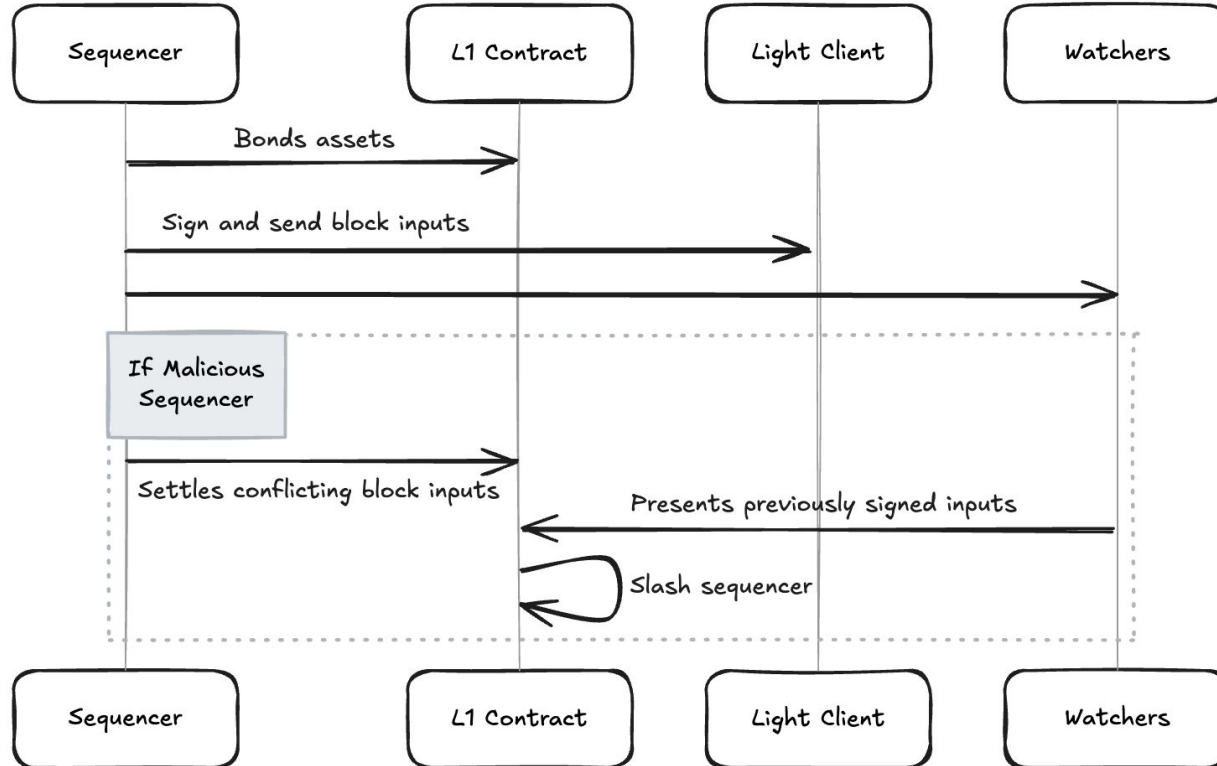 Sequencer
L1 Contract
Light Client
Watchers
Bonds assets
Sign and send block inputs
If Malicious
Sequencer
Settles conflicting block inputs
Presents previously signed inputs
Slash sequencer
Sequencer
L1 Contract
Light Client
Watchers